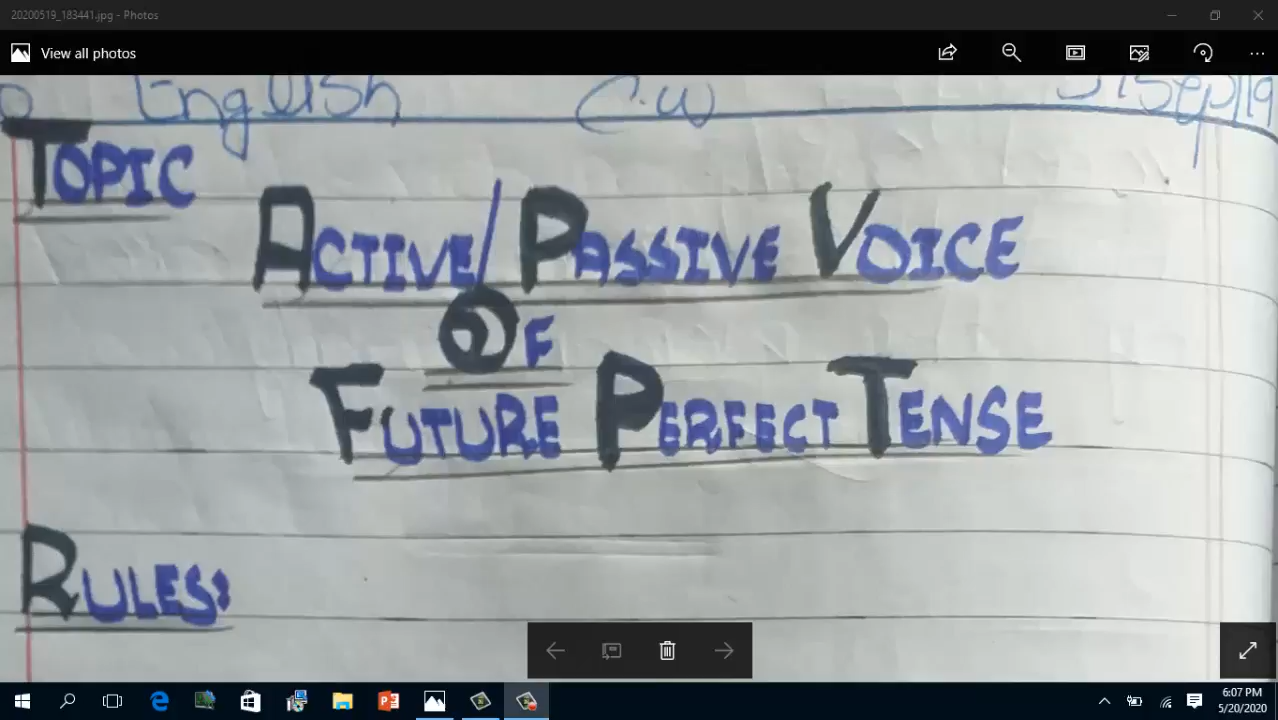 20200519_183441.jpg - Photos
View all photos
English C.W
TOPIC
ACTIVE/PASSIVE VOICE
OF
FUTURE PERFECT TENSE
RULES:
6:07 PM
5/20/2020